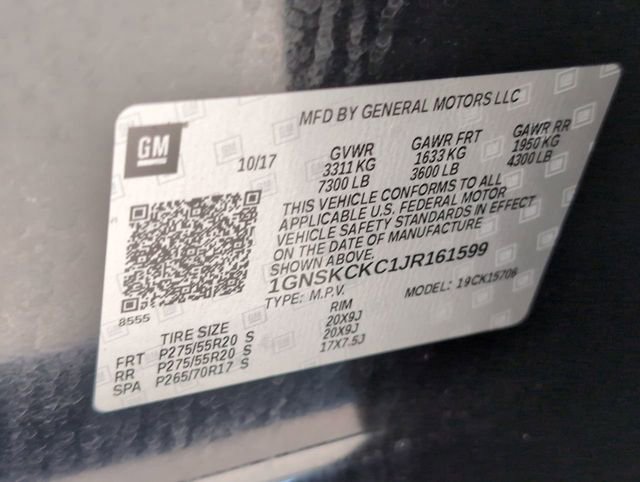 MFD BY GENERAL MOTORS LLC
GM
10/17
GVWR
3311 KG
7300 LB
GAWR FRT
1633 KG
3600 LB
GAWR RR
1950 KG
4300 LB
THIS VEHICLE CONFORMS TO ALL
APPLICABLE U.S. FEDERAL MOTOR
VEHICLE SAFETY STANDARDS IN EFFECT
ON THE DATE OF MANUFACTURE
SHOWN ABOVE.
1GNSKCKC1JR161599
TYPE: M.P.V. MODEL: 19CK15706
8555
TIRE SIZE RIM
FRT P275/55R20 S 20X9J
RR P275/55R20 S 20X9J
SPA P265/70R17 S 17X7.5J